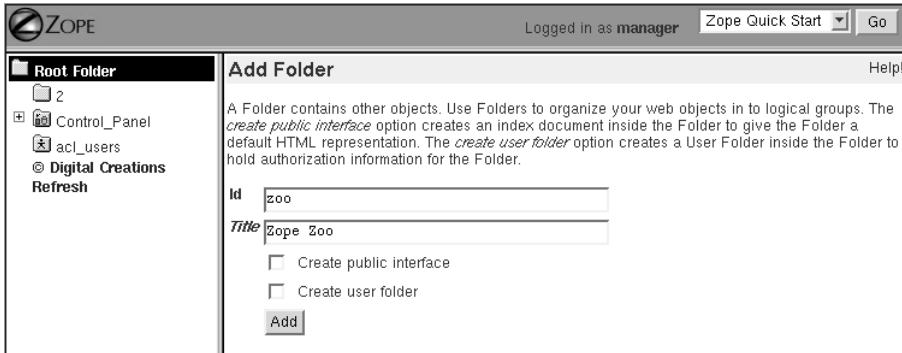 ZOPE
Logged in as manager
Zope Quick Start
Go
Root Folder
2
Control_Panel
acl_users
© Digital Creations
Refresh
Add Folder
Help!
A Folder contains other objects. Use Folders to organize your web objects in to logical groups. The
create public interface option creates an index document inside the Folder to give the Folder a
default HTML representation. The create user folder option creates a User Folder inside the Folder to
hold authorization information for the Folder.
Id
zoo
Title
Zope Zoo
Create public interface
Create user folder
Add